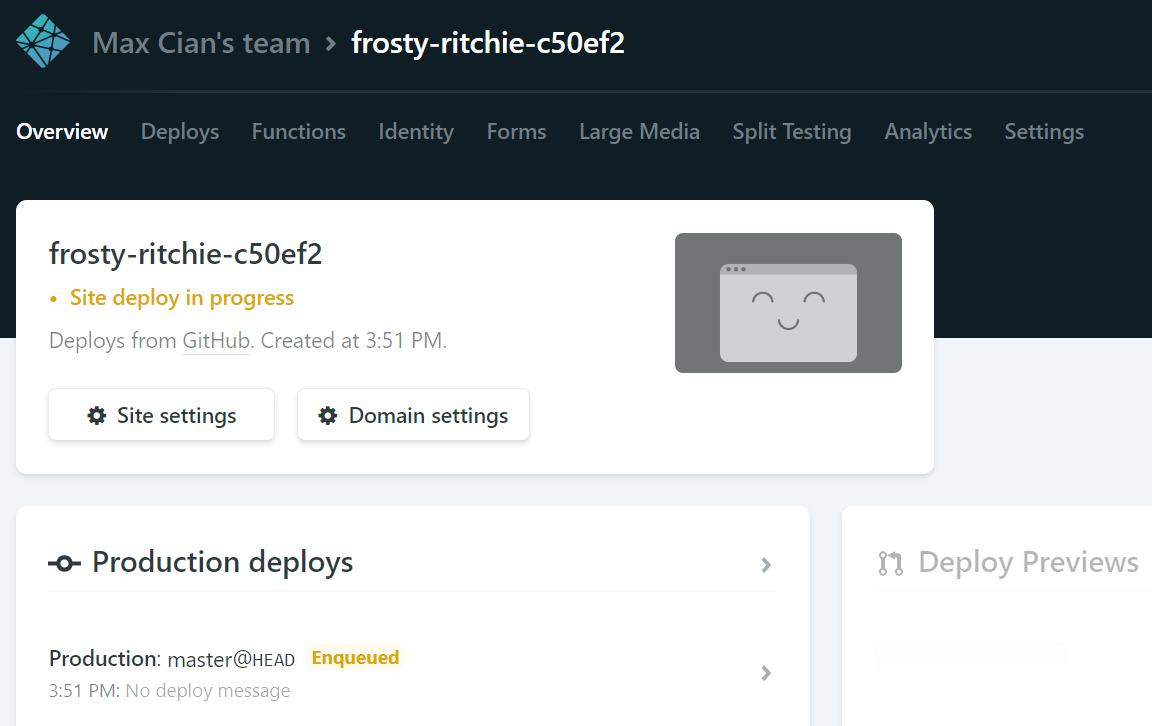 Max Cian's team › frosty-ritchie-c50ef2
Overview Deploys Functions Identity Forms Large Media Split Testing Analytics Settings
frosty-ritchie-c50ef2
• Site deploy in progress
Deploys from GitHub. Created at 3:51 PM.
Site settings Domain settings
Production deploys
Production: master@HEAD Enqueued
3:51 PM: No deploy message
Deploy Previews